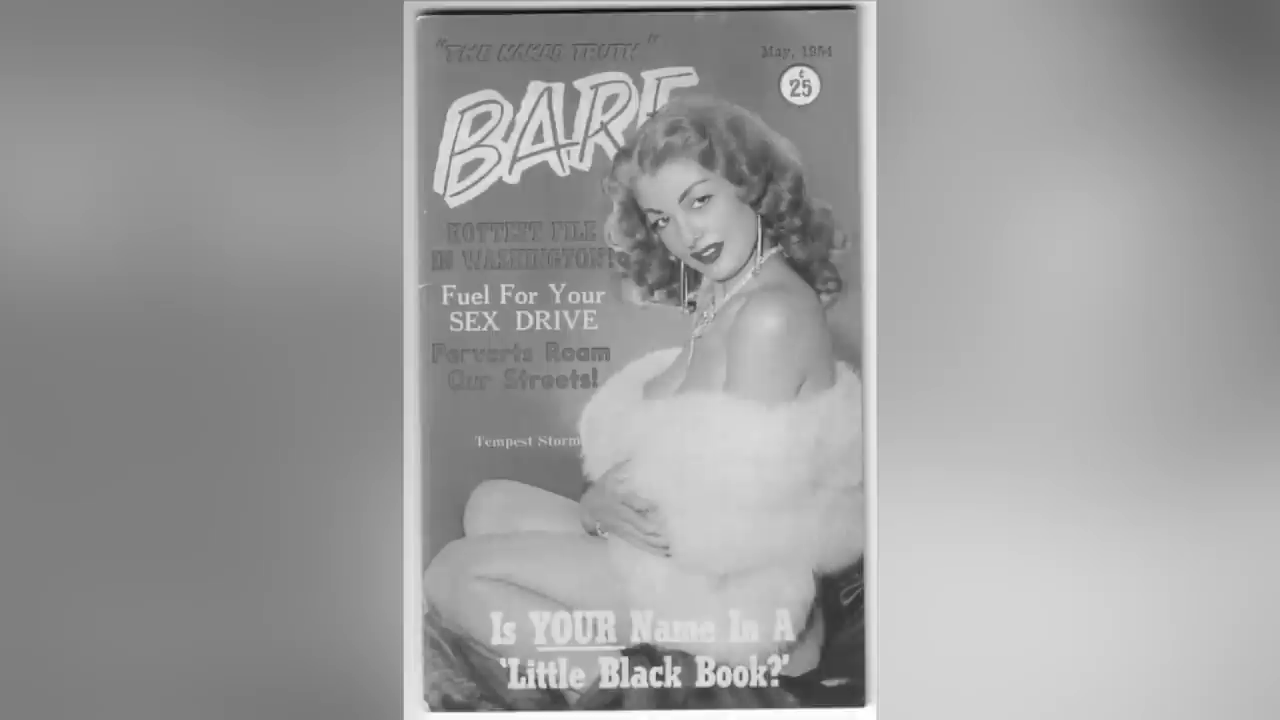 "THE NAKED TRUTH"
May, 1954
BARE
¢
25
HOTTEST FILE
IN WASHINGTON!
Fuel For Your
SEX DRIVE
Perverts Roam
Our Streets!
Tempest Storm
Is YOUR Name In A
'Little Black Book?'